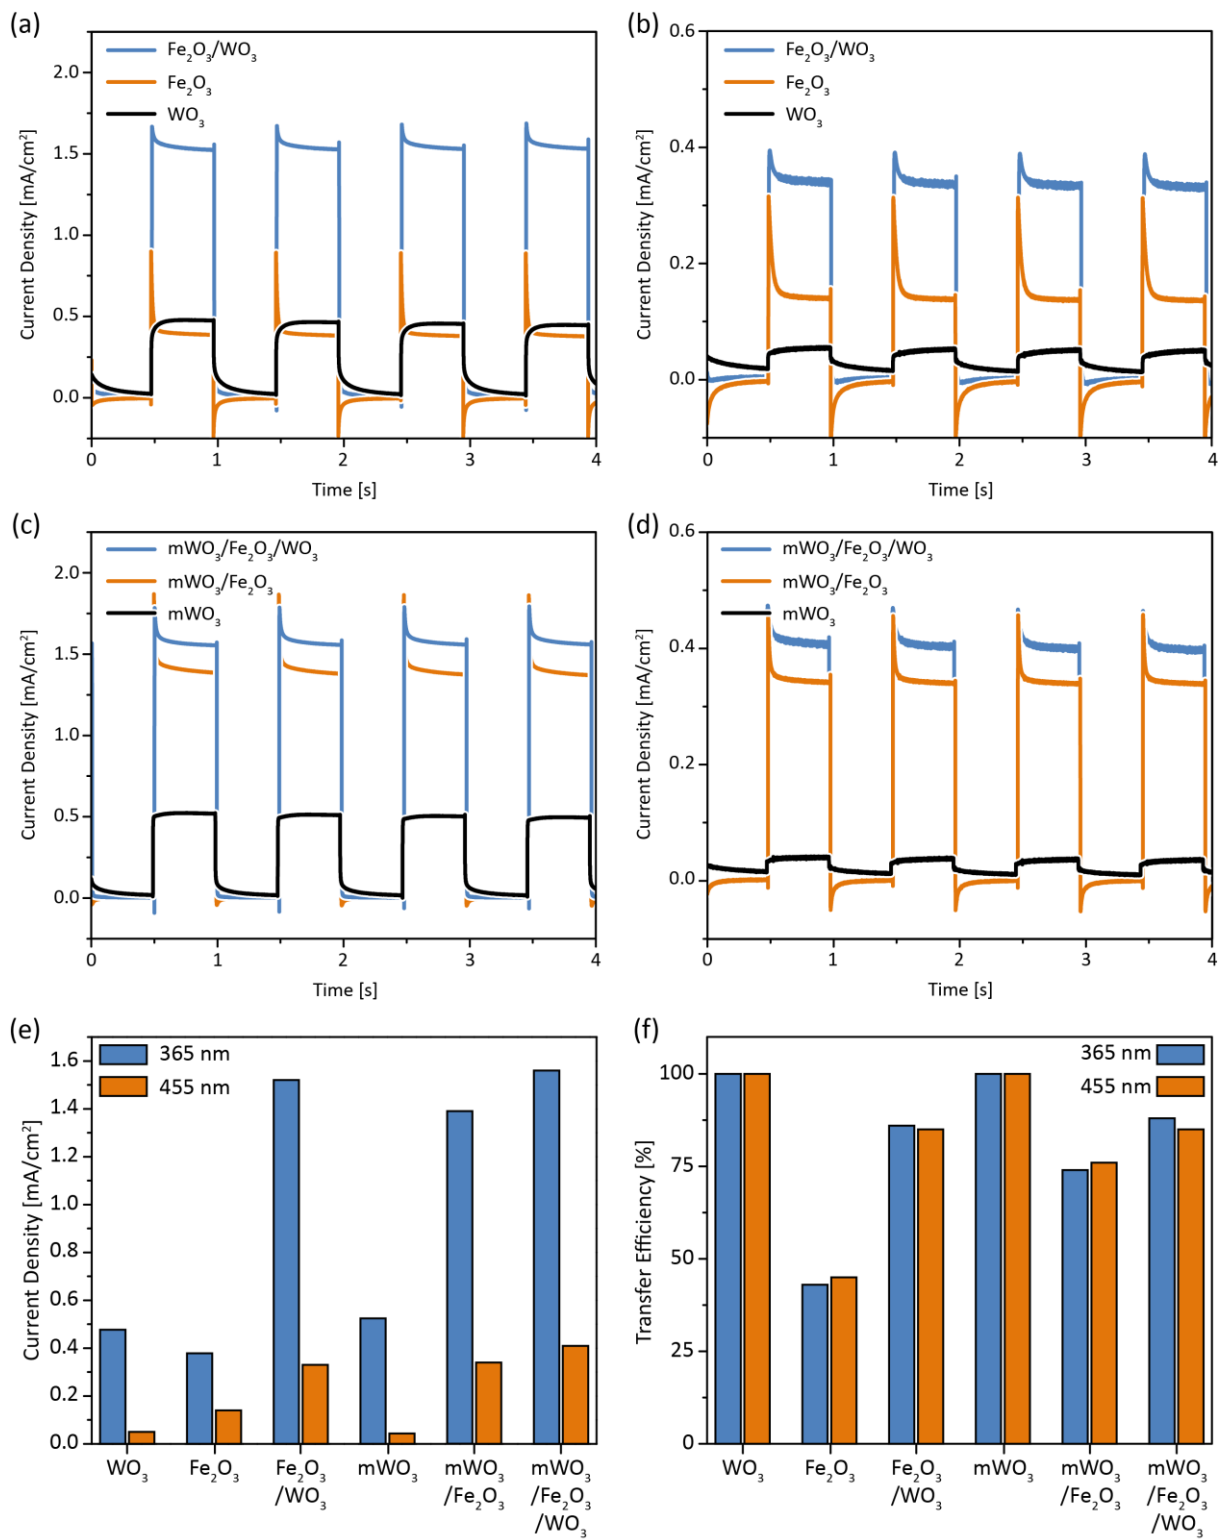 (a)
Fe₂O₃/WO₃
Fe₂O₃
WO₃
2.0
1.5
1.0
0.5
0.0
Current Density [mA/cm²]
0 1 2 3 4
Time [s]
(b)
Fe₂O₃/WO₃
Fe₂O₃
WO₃
0.6
0.4
0.2
0.0
Current Density [mA/cm²]
0 1 2 3 4
Time [s]
(c)
mWO₃/Fe₂O₃/WO₃
mWO₃/Fe₂O₃
mWO₃
2.0
1.5
1.0
0.5
0.0
Current Density [mA/cm²]
0 1 2 3 4
Time [s]
(d)
mWO₃/Fe₂O₃/WO₃
mWO₃/Fe₂O₃
mWO₃
0.6
0.4
0.2
0.0
Current Density [mA/cm²]
0 1 2 3 4
Time [s]
(e)
365 nm
455 nm
1.6
1.4
1.2
1.0
0.8
0.6
0.4
0.2
0.0
Current Density [mA/cm²]
WO₃
Fe₂O₃
Fe₂O₃
/WO₃
mWO₃
mWO₃
/Fe₂O₃
mWO₃
/Fe₂O₃
/WO₃
(f)
365 nm
455 nm
100
75
50
25
0
Transfer Efficiency [%]
WO₃
Fe₂O₃
Fe₂O₃
/WO₃
mWO₃
mWO₃
/Fe₂O₃
mWO₃
/Fe₂O₃
/WO₃